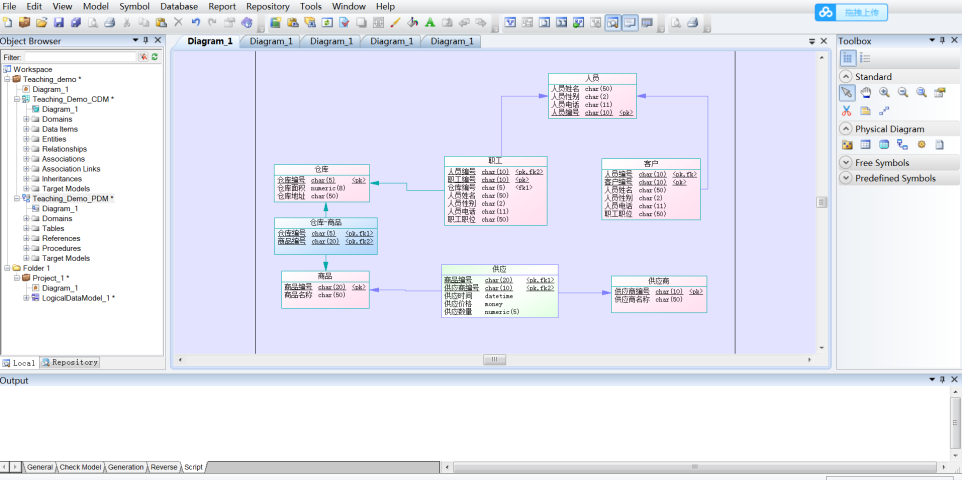 File Edit View Model Symbol Database Report Repository Tools Window Help
拖拽上传
Object Browser
Filter:
Workspace
Teaching_demo *
Diagram_1
Teaching_Demo_CDM *
Diagram_1
Domains
Data Items
Entities
Relationships
Associations
Association Links
Inheritances
Target Models
Teaching_Demo_PDM *
Diagram_1
Domains
Tables
References
Procedures
Target Models
Folder 1
Project_1 *
Diagram_1
LogicalDataModel_1 *
Local Repository
Diagram_1 Diagram_1 Diagram_1 Diagram_1 Diagram_1
人员
人员姓名 char(50)
人员性别 char(2)
人员电话 char(11)
人员编号 char(10) <pk>
仓库
仓库编号 char(5) <pk>
仓库面积 numeric(8)
仓库地址 char(50)
职工
人员编号 char(10) <pk,fk2>
职工编号 char(10) <pk>
仓库编号 char(5) <fk1>
人员姓名 char(50)
人员性别 char(2)
人员电话 char(11)
职工职位 char(50)
客户
人员编号 char(10) <pk,fk>
客户编号 char(10) <pk>
人员姓名 char(50)
人员性别 char(2)
人员电话 char(11)
职工职位 char(50)
仓库-商品
仓库编号 char(5) <pk,fk1>
商品编号 char(20) <pk,fk2>
商品
商品编号 char(20) <pk>
商品名称 char(50)
供应
商品编号 char(20) <pk,fk1>
供应商编号 char(10) <pk,fk2>
供应时间 datetime
供应价格 money
供应数量 numeric(5)
供应商
供应商编号 char(10) <pk>
供应商名称 char(50)
Toolbox
Standard
Physical Diagram
Free Symbols
Predefined Symbols
Output
General Check Model Generation Reverse Script